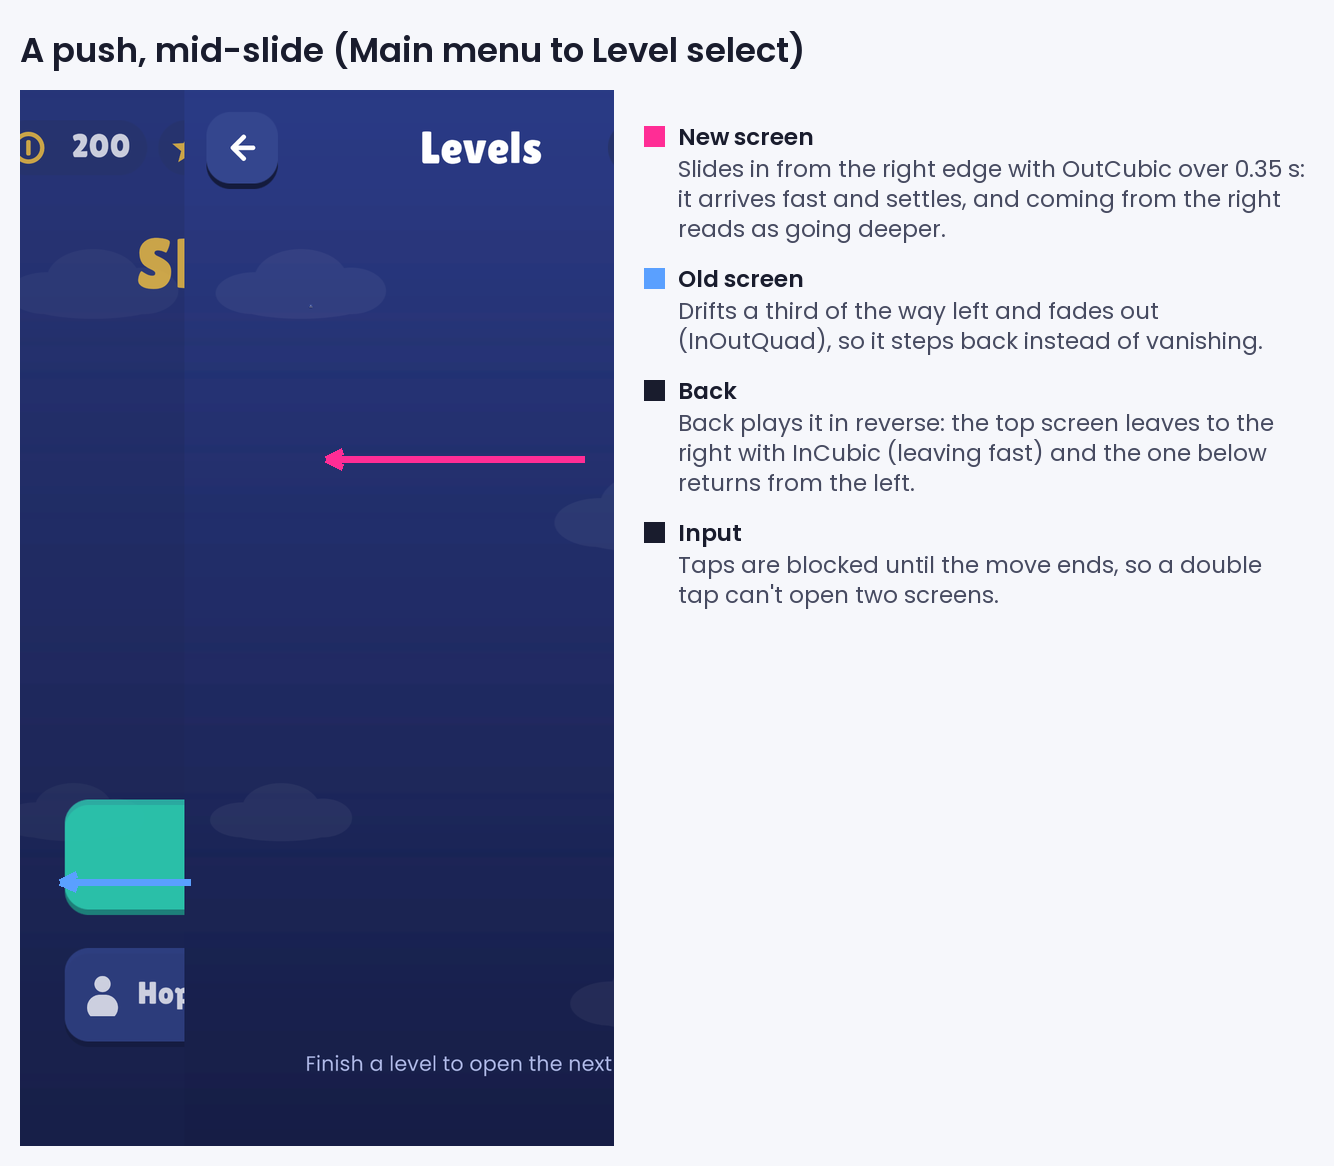 A push, mid-slide (Main menu to Level select)
200
Levels
Finish a level to open the next
New screen
Slides in from the right edge with OutCubic over 0.35 s:
it arrives fast and settles, and coming from the right
reads as going deeper.
Old screen
Drifts a third of the way left and fades out
(InOutQuad), so it steps back instead of vanishing.
Back
Back plays it in reverse: the top screen leaves to the
right with InCubic (leaving fast) and the one below
returns from the left.
Input
Taps are blocked until the move ends, so a double
tap can't open two screens.